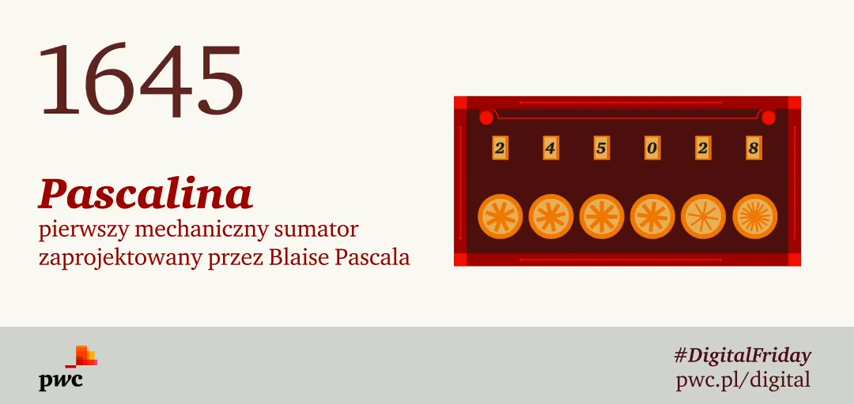 1645
Pascalina
pierwszy mechaniczny sumator
zaprojektowany przez Blaise Pascala
2 4 5 0 2 8
pwc
#DigitalFriday
pwc.pl/digital